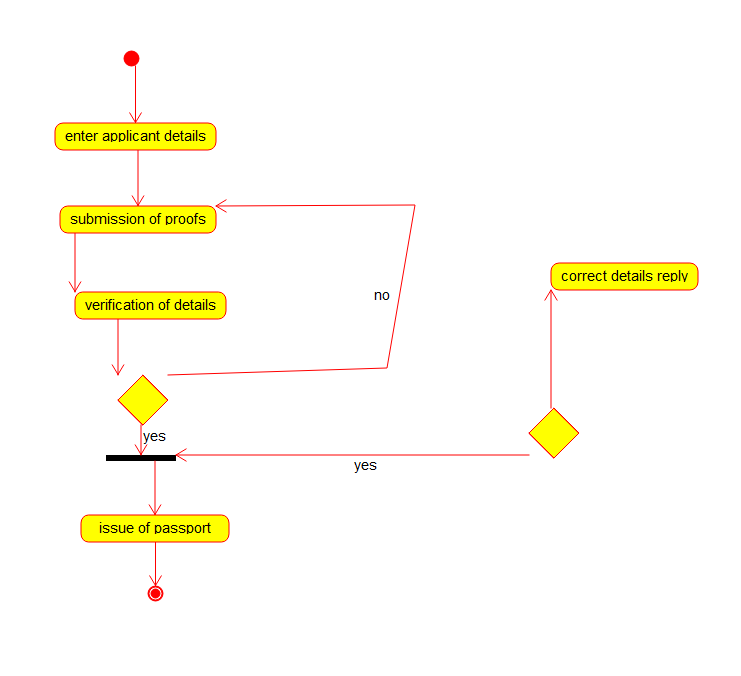 enter applicant details
submission of proofs
correct details reply
no
verification of details
yes
yes
issue of passport